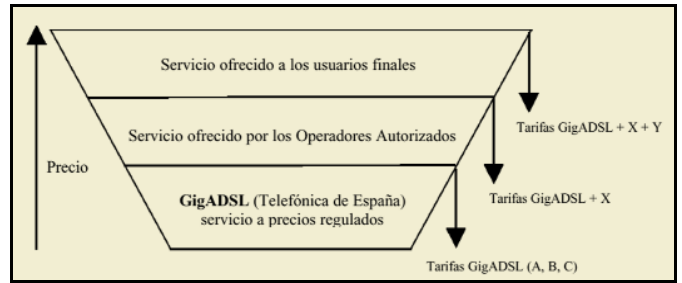 Servicio ofrecido a los usuarios finales
Tarifas GigADSL + X + Y
Servicio ofrecido por los Operadores Autorizados
Precio
Tarifas GigADSL + X
GigADSL (Telefónica de España)
servicio a precios regulados
Tarifas GigADSL (A, B, C)